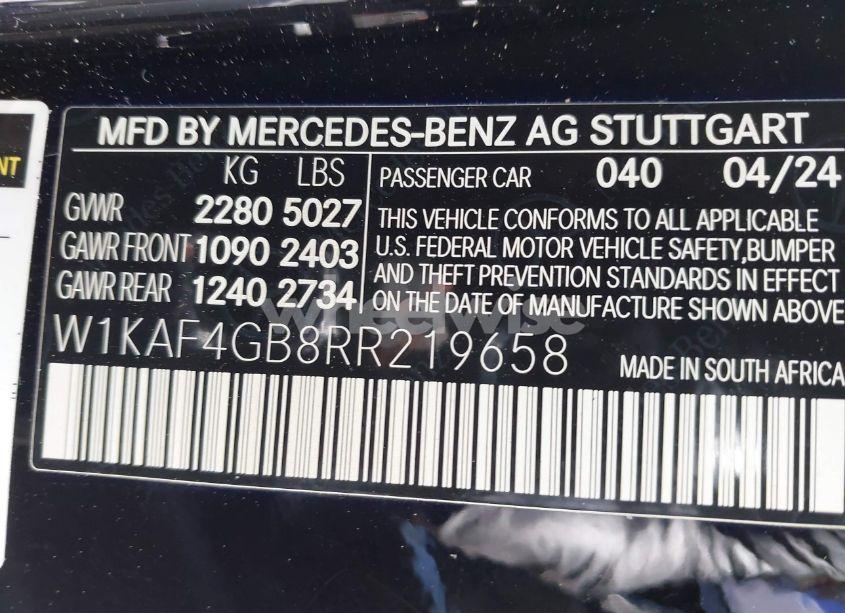 MFD BY MERCEDES-BENZ AG STUTTGART
KG LBS
GVWR 2280 5027
GAWR FRONT 1090 2403
GAWR REAR 1240 2734
PASSENGER CAR 040 04/24
THIS VEHICLE CONFORMS TO ALL APPLICABLE
U.S. FEDERAL MOTOR VEHICLE SAFETY,BUMPER
AND THEFT PREVENTION STANDARDS IN EFFECT
ON THE DATE OF MANUFACTURE SHOWN ABOVE
wheelwise
W1KAF4GB8RR219658
MADE IN SOUTH AFRICA
NT